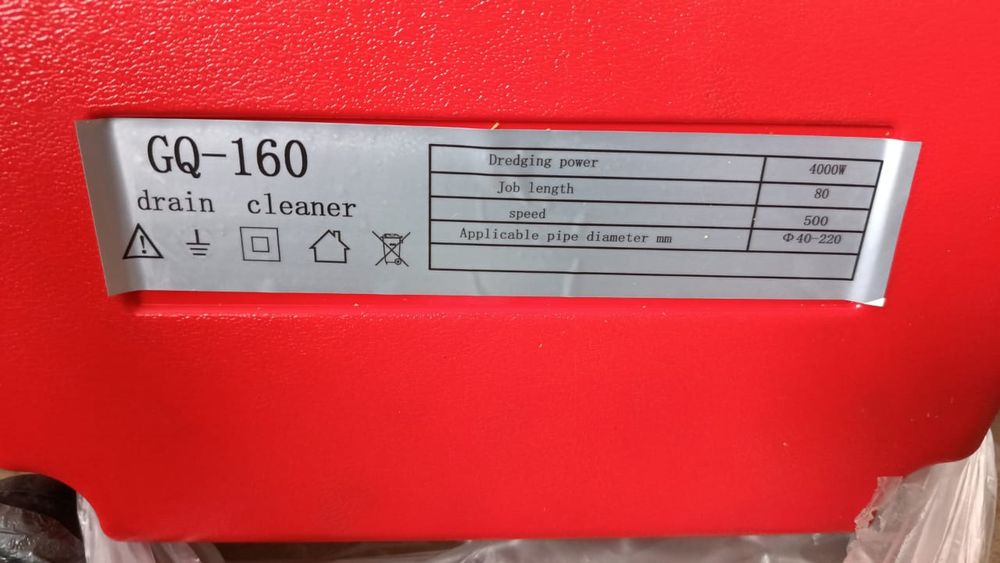 GQ-160
drain cleaner
Dredging power 4000W
Job length 80
speed 500
Applicable pipe diameter mm Φ40-220